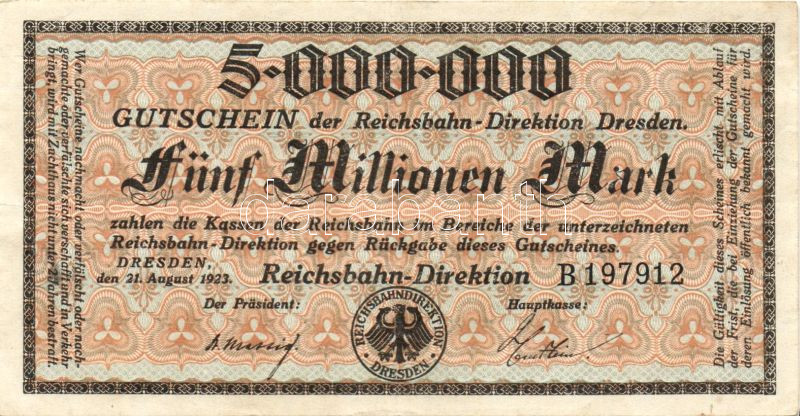 5·000·000
GUTSCHEIN der Reichsbahn-Direktion Dresden.
Fünf Millionen Mark
zahlen die Kassen der Reichsbahn im Bereiche der unterzeichneten
Reichsbahn-Direktion gegen Rückgabe dieses Gutscheines.
DRESDEN,
den 21. August 1923.
Reichsbahn-Direktion B 197912
Der Präsident:
Hauptkasse:
REICHSBAHNDIREKTION
• DRESDEN •
Wer Gutscheine nachmacht oder verfälscht oder nach-
gemachte oder verfälschte sich verschafft und in Verkehr
bringt, wird mit Zuchthaus nicht unter 2 Jahren bestraft.
Die Gültigkeit dieses Scheines erlischt mit Ablauf
der Frist, die bei Einziehung der Gutscheine für
deren Einlösung öffentlich bekannt gemacht wird.
darabanth